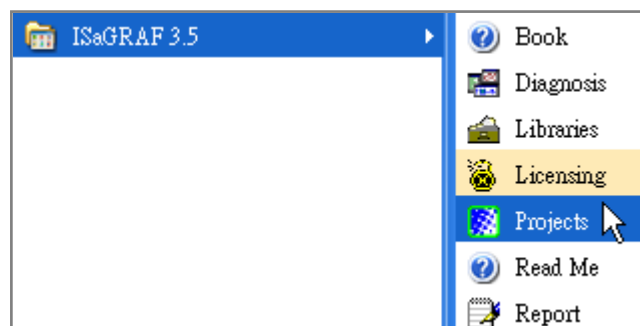 ISaGRAF 3.5
Book
Diagnosis
Libraries
Licensing
Projects
Read Me
Report